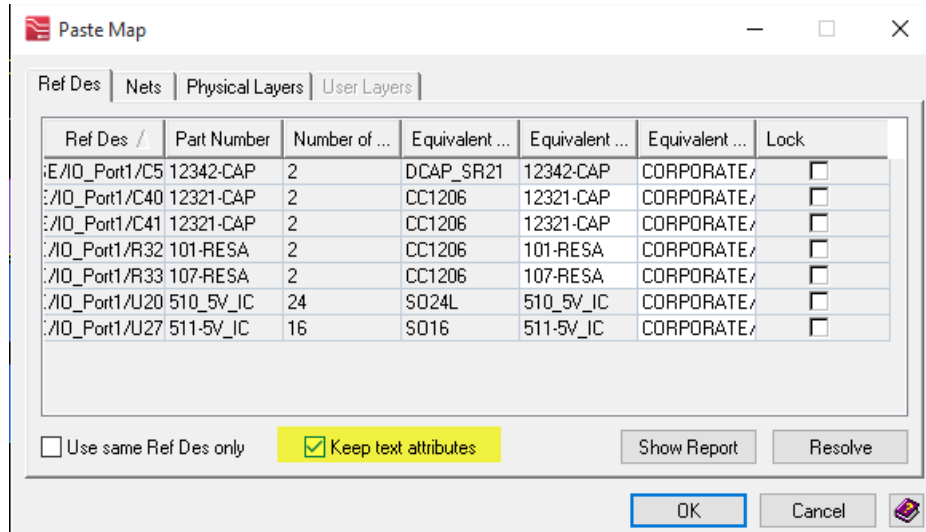 Paste Map
Ref Des Nets Physical Layers User Layers
Ref Des / Part Number Number of ... Equivalent ... Equivalent ... Equivalent ... Lock
E/IO_Port1/C5 12342-CAP 2 DCAP_SR21 12342-CAP CORPORATE/
/IO_Port1/C40 12321-CAP 2 CC1206 12321-CAP CORPORATE/
/IO_Port1/C41 12321-CAP 2 CC1206 12321-CAP CORPORATE/
/IO_Port1/R32 101-RESA 2 CC1206 101-RESA CORPORATE/
/IO_Port1/R33 107-RESA 2 CC1206 107-RESA CORPORATE/
/IO_Port1/U20 510_5V_IC 24 SO24L 510_5V_IC CORPORATE/
/IO_Port1/U27 511-5V_IC 16 SO16 511-5V_IC CORPORATE/
Use same Ref Des only Keep text attributes Show Report Resolve
OK Cancel